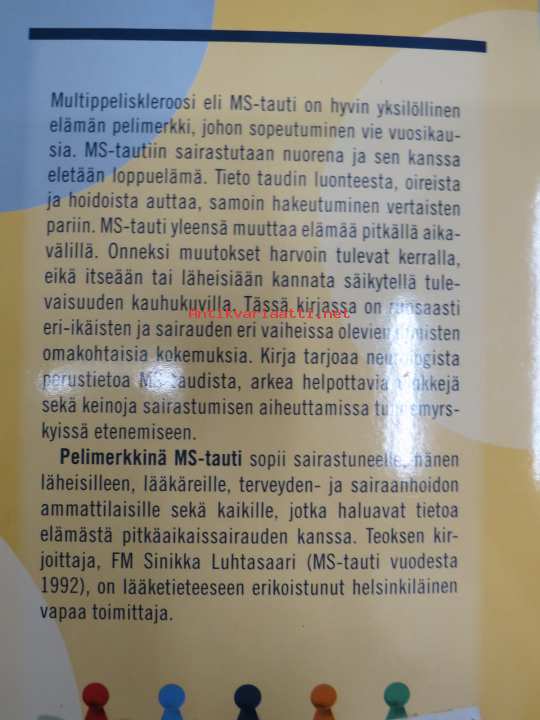 Multippeliskleroosi eli MS-tauti on hyvin yksilöllinen
elämän pelimerkki, johon sopeutuminen vie vuosikau-
sia. MS-tautiin sairastutaan nuorena ja sen kanssa
eletään loppuelämä. Tieto taudin luonteesta, oireista
ja hoidoista auttaa, samoin hakeutuminen vertaisten
pariin. MS-tauti yleensä muuttaa elämää pitkällä aika-
välillä. Onneksi muutokset harvoin tulevat kerralla,
eikä itseään tai läheisiään kannata säikytellä tule-
vaisuuden kauhukuvilla. Tässä kirjassa on runsaasti
Antikvariaatti.net
eri-ikäisten ja sairauden eri vaiheissa olevien
omakohtaisia kokemuksia. Kirja tarjoaa neurologista
perustietoa MS-taudista, arkea helpottavia
sekä keinoja sairastumisen aiheuttamissa tunnemyrs-
kyissä etenemiseen.
Pelimerkkinä MS-tauti sopii sairastuneelle, hänen
läheisilleen, lääkäreille, terveyden- ja sairaanhoidon
ammattilaisille sekä kaikille, jotka haluavat tietoa
elämästä pitkäaikaissairauden kanssa. Teoksen kir-
joittaja, FM Sinikka Luhtasaari (MS-tauti vuodesta
1992), on lääketieteeseen erikoistunut helsinkiläinen
vapaa toimittaja.